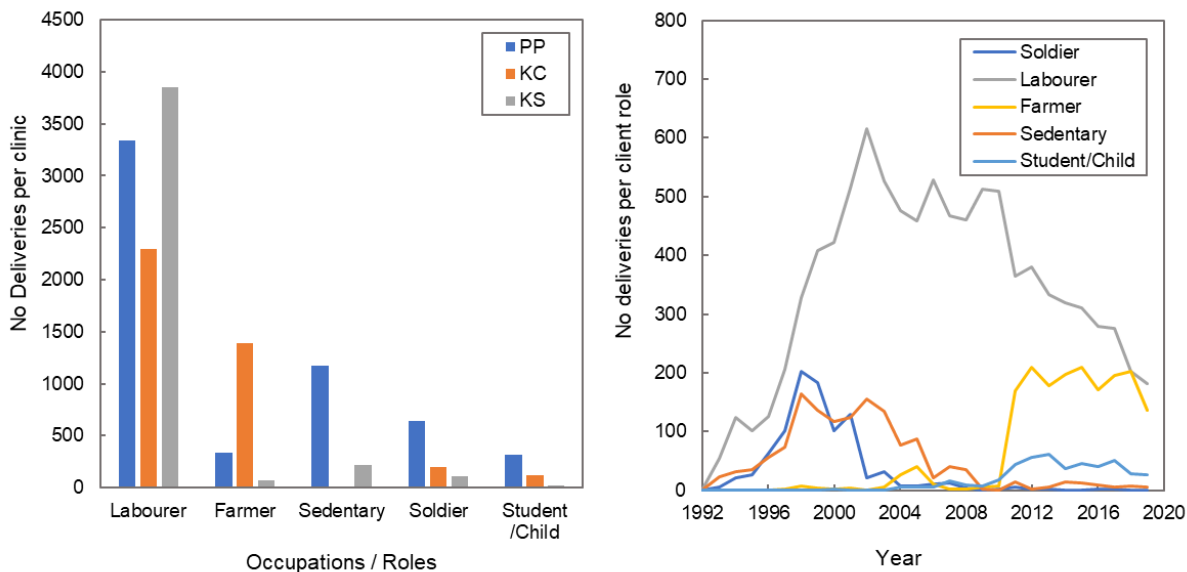 No Deliveries per clinic
4500
4000
3500
3000
2500
2000
1500
1000
500
0
PP
KC
KS
Labourer Farmer Sedentary Soldier Student
/Child
Occupations / Roles
No deliveries per client role
800
700
600
500
400
300
200
100
0
Soldier
Labourer
Farmer
Sedentary
Student/Child
1992 1996 2000 2004 2008 2012 2016 2020
Year